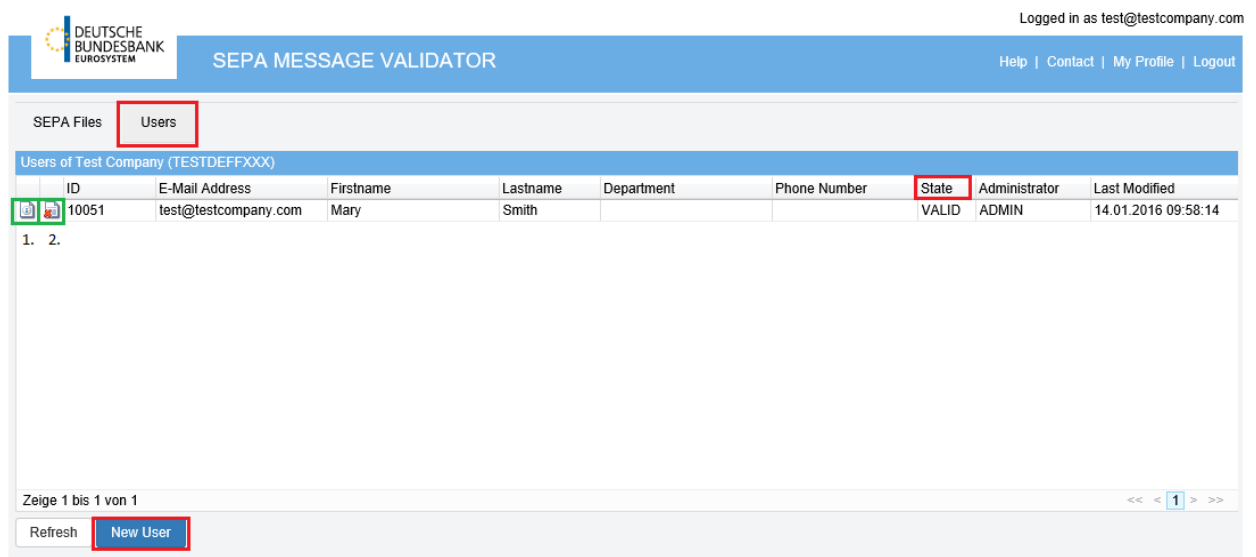 Logged in as test@testcompany.com
DEUTSCHE
BUNDESBANK
EUROSYSTEM
SEPA MESSAGE VALIDATOR
Help | Contact | My Profile | Logout
SEPA Files Users
Users of Test Company (TESTDEFFXXX)
ID E-Mail Address Firstname Lastname Department Phone Number State Administrator Last Modified
10051 test@testcompany.com Mary Smith VALID ADMIN 14.01.2016 09:58:14
1. 2.
Zeige 1 bis 1 von 1 << < 1 > >>
Refresh New User